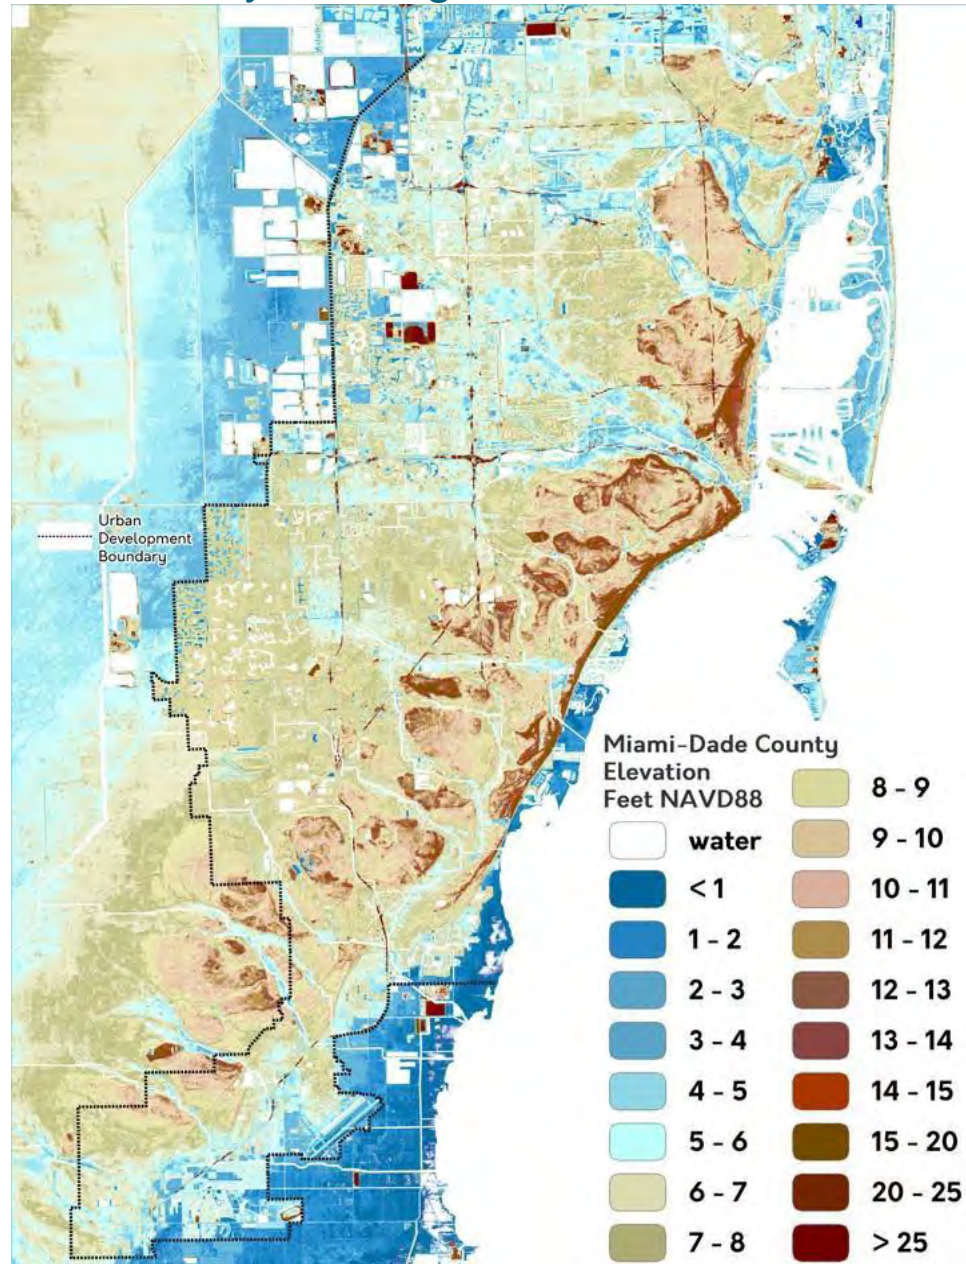 Urban
Development
Boundary
Miami-Dade County
Elevation
Feet NAVD88
water
< 1
1 - 2
2 - 3
3 - 4
4 - 5
5 - 6
6 - 7
7 - 8
8 - 9
9 - 10
10 - 11
11 - 12
12 - 13
13 - 14
14 - 15
15 - 20
20 - 25
> 25